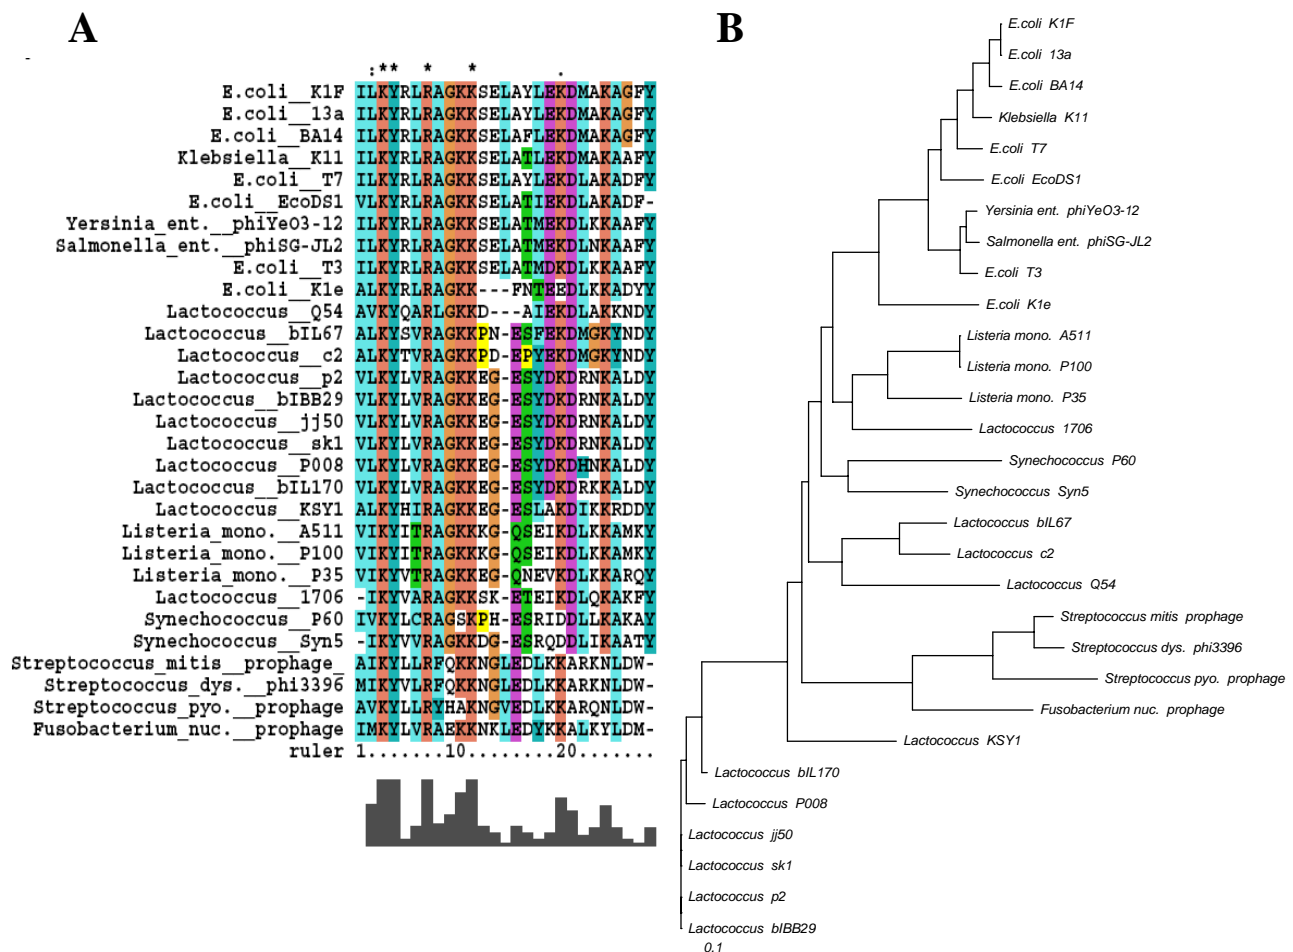 A
:** *   *       .
E.coli__K1F ILKYRLRAGKKSELAYLEKDMAKAGFY
E.coli__13a ILKYRLRAGKKSELAYLEKDMAKAGFY
E.coli__BA14 ILKYRLRAGKKSELAFLEKDMAKAGFY
Klebsiella__K11 ILKYRLRAGKKSELATLEKDMAKAAFY
E.coli__T7 ILKYRLRAGKKSELAYLEKDLAKADFY
E.coli__EcoDS1 VLKYRLRAGKKSELATIEKDLAKADF-
Yersinia_ent.__phiYeO3-12 ILKYRLRAGKKSELATMEKDLKKAAFY
Salmonella_ent.__phiSG-JL2 ILKYRLRAGKKSELATMEKDLNKAAFY
E.coli__T3 ILKYRLRAGKKSELATMDKDLKKAAFY
E.coli__K1e ALKYRLRAGKK---FNTEEDLKKADYY
Lactococcus__Q54 AVKYQARLGKKD---AIEKDLAKKNDY
Lactococcus__bIL67 ALKYSVRAGKKPN-ESFEKDMGKYNDY
Lactococcus__c2 ALKYTVRAGKKPD-EPYEKDMGKYNDY
Lactococcus__p2 VLKYLVRAGKKEG-ESYDKDRNKALDY
Lactococcus__bIBB29 VLKYLVRAGKKEG-ESYDKDRNKALDY
Lactococcus__jj50 VLKYLVRAGKKEG-ESYDKDRNKALDY
Lactococcus__sk1 VLKYLVRAGKKEG-ESYDKDRNKALDY
Lactococcus__P008 VLKYLVRAGKKEG-ESYDKDHNKALDY
Lactococcus__bIL170 VLKYLVRAGKKEG-ESYDKDRKKALDY
Lactococcus__KSY1 ALKYHIRAGKKEG-ESLAKDIKKRDDY
Listeria_mono.__A511 VIKYITRAGKKKG-QSEIKDLKKAMKY
Listeria_mono.__P100 VIKYITRAGKKKG-QSEIKDLKKAMKY
Listeria_mono.__P35 VIKYVTRAGKKEG-QNEVKDLKKARQY
Lactococcus__1706 -IKYVARAGKKSK-ETEIKDLQKAKFY
Synechococcus__P60 IVKYLCRAGSKPH-ESRIDDLLKAKAY
Synechococcus__Syn5 -IKYVVRAGKKDG-ESRQDDLIKAATY
Streptococcus_mitis__prophage_ AIKYLLRFQKKNGLEDLKKARKNLDW-
Streptococcus_dys.__phi3396 MIKYVLRFQKKNGLEDLKKARKNLDW-
Streptococcus_pyo.__prophage AVKYLLRYHAKNGVEDLKKARQNLDW-
Fusobacterium_nuc.__prophage IMKYLVRAEKKNKLEDYKKALKYLDM-
ruler 1.......10........20.......
B
E.coli K1F
E.coli 13a
E.coli BA14
Klebsiella K11
E.coli T7
E.coli EcoDS1
Yersinia ent. phiYeO3-12
Salmonella ent. phiSG-JL2
E.coli T3
E.coli K1e
Listeria mono. A511
Listeria mono. P100
Listeria mono. P35
Lactococcus 1706
Synechococcus P60
Synechococcus Syn5
Lactococcus bIL67
Lactococcus c2
Lactococcus Q54
Streptococcus mitis prophage
Streptococcus dys. phi3396
Streptococcus pyo. prophage
Fusobacterium nuc. prophage
Lactococcus KSY1
Lactococcus bIL170
Lactococcus P008
Lactococcus jj50
Lactococcus sk1
Lactococcus p2
Lactococcus bIBB29
0.1